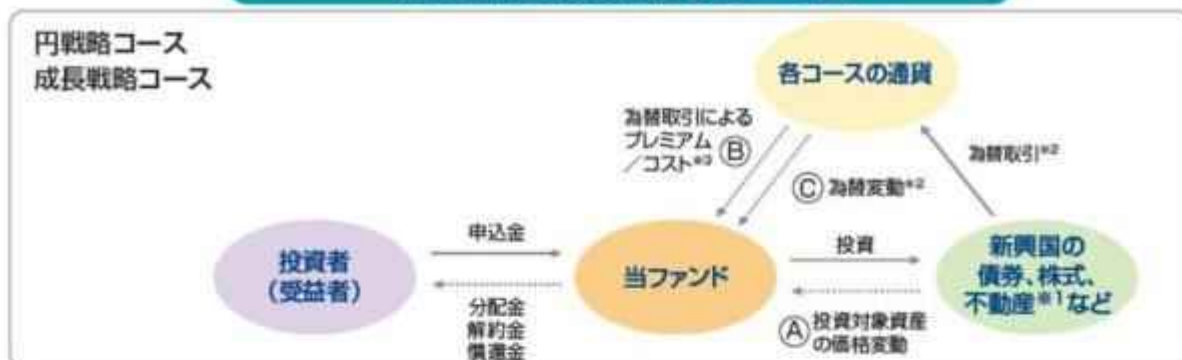 円戦略コース
成長戦略コース
各コースの通貨
為替取引による
プレミアム
／コスト※3 Ⓑ
Ⓒ 為替変動※2
為替取引※2
投資者
（受益者）
申込金
分配金
解約金
償還金
当ファンド
投資
Ⓐ 投資対象資産
の価格変動
新興国の
債券、株式、
不動産※1など